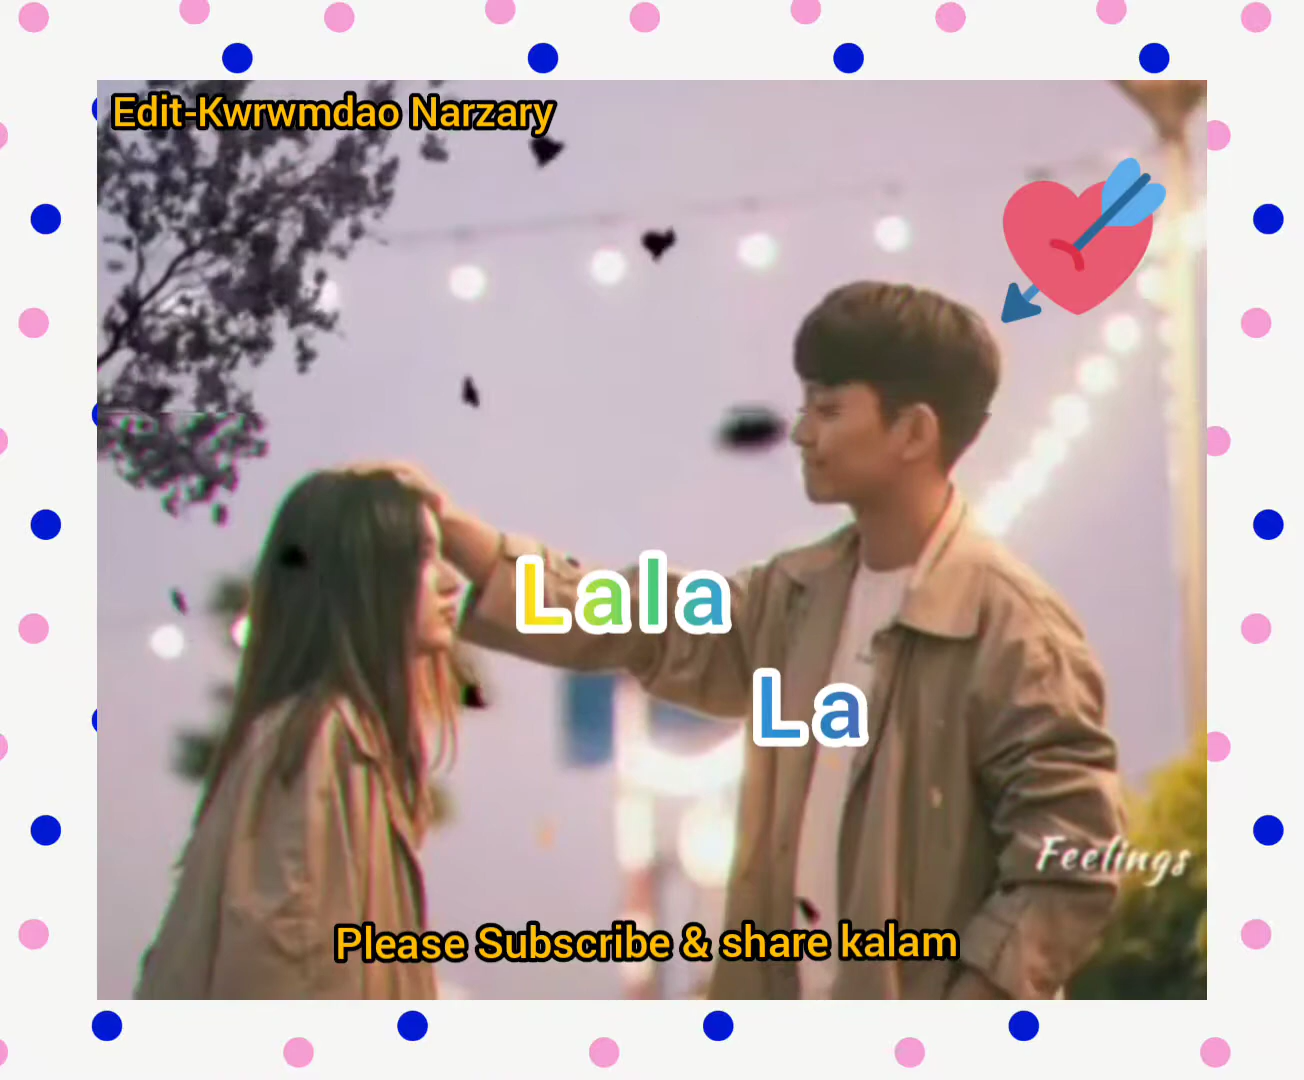 Edit-Kwrwmdao Narzary
Lala
La
Feelings
Please Subscribe & share kalam